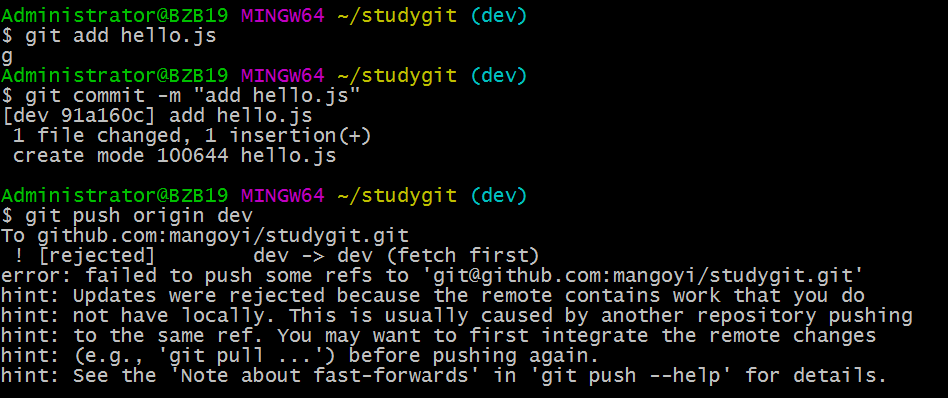 Administrator@BZB19 MINGW64 ~/studygit (dev)
$ git add hello.js
g
Administrator@BZB19 MINGW64 ~/studygit (dev)
$ git commit -m "add hello.js"
[dev 91a160c] add hello.js
 1 file changed, 1 insertion(+)
 create mode 100644 hello.js
Administrator@BZB19 MINGW64 ~/studygit (dev)
$ git push origin dev
To github.com:mangoyi/studygit.git
 ! [rejected]        dev -> dev (fetch first)
error: failed to push some refs to 'git@github.com:mangoyi/studygit.git'
hint: Updates were rejected because the remote contains work that you do
hint: not have locally. This is usually caused by another repository pushing
hint: to the same ref. You may want to first integrate the remote changes
hint: (e.g., 'git pull ...') before pushing again.
hint: See the 'Note about fast-forwards' in 'git push --help' for details.